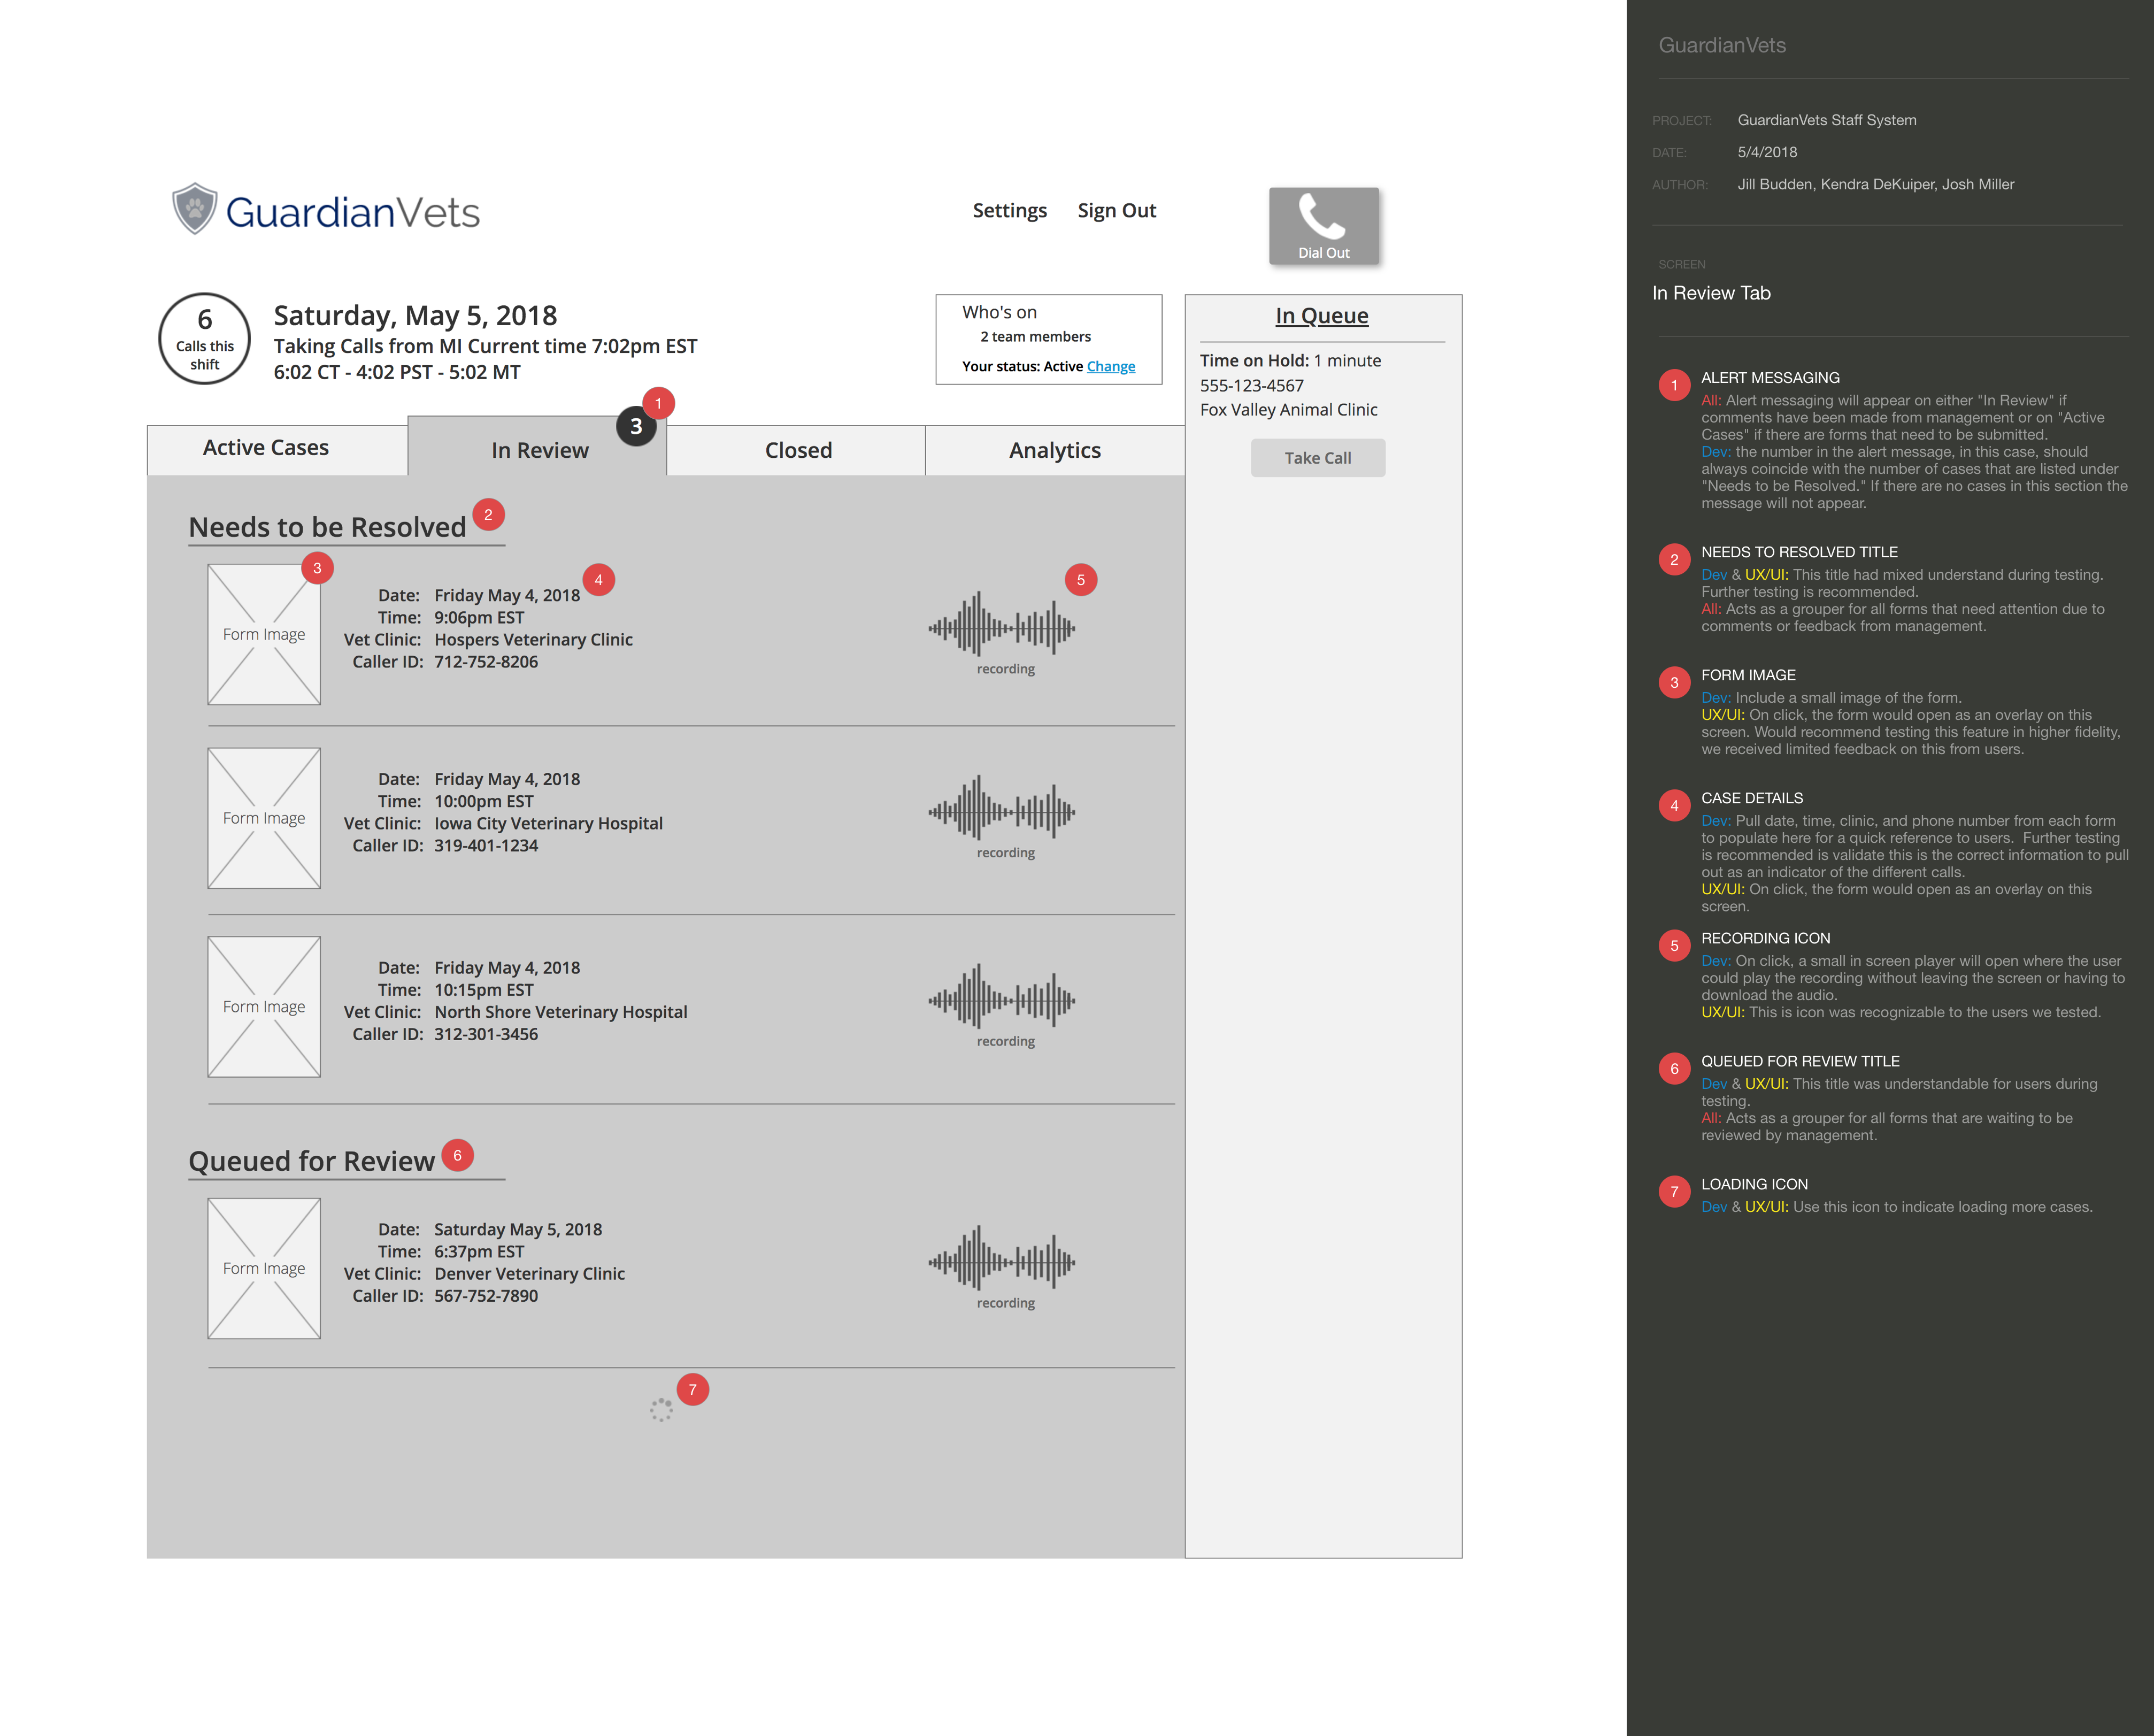 GuardianVets
Settings
Sign Out
Dial Out
6
Calls this
shift
Saturday, May 5, 2018
Taking Calls from MI Current time 7:02pm EST
6:02 CT - 4:02 PST - 5:02 MT
Who's on
2 team members
Your status: Active Change
In Queue
Time on Hold: 1 minute
555-123-4567
Fox Valley Animal Clinic
Take Call
Active Cases
In Review
3
1
Closed
Analytics
Needs to be Resolved
2
3
Form Image
4
Date: Friday May 4, 2018
Time: 9:06pm EST
Vet Clinic: Hospers Veterinary Clinic
Caller ID: 712-752-8206
5
recording
Form Image
Date: Friday May 4, 2018
Time: 10:00pm EST
Vet Clinic: Iowa City Veterinary Hospital
Caller ID: 319-401-1234
recording
Form Image
Date: Friday May 4, 2018
Time: 10:15pm EST
Vet Clinic: North Shore Veterinary Hospital
Caller ID: 312-301-3456
recording
Queued for Review
6
Form Image
Date: Saturday May 5, 2018
Time: 6:37pm EST
Vet Clinic: Denver Veterinary Clinic
Caller ID: 567-752-7890
recording
7
GuardianVets
PROJECT: GuardianVets Staff System
DATE: 5/4/2018
AUTHOR: Jill Budden, Kendra DeKuiper, Josh Miller
SCREEN
In Review Tab
1
ALERT MESSAGING
All: Alert messaging will appear on either "In Review" if
comments have been made from management or on "Active
Cases" if there are forms that need to be submitted.
Dev: the number in the alert message, in this case, should
always coincide with the number of cases that are listed under
"Needs to be Resolved." If there are no cases in this section the
message will not appear.
2
NEEDS TO RESOLVED TITLE
Dev & UX/UI: This title had mixed understand during testing.
Further testing is recommended.
All: Acts as a grouper for all forms that need attention due to
comments or feedback from management.
3
FORM IMAGE
Dev: Include a small image of the form.
UX/UI: On click, the form would open as an overlay on this
screen. Would recommend testing this feature in higher fidelity,
we received limited feedback on this from users.
4
CASE DETAILS
Dev: Pull date, time, clinic, and phone number from each form
to populate here for a quick reference to users. Further testing
is recommended is validate this is the correct information to pull
out as an indicator of the different calls.
UX/UI: On click, the form would open as an overlay on this
screen.
5
RECORDING ICON
Dev: On click, a small in screen player will open where the user
could play the recording without leaving the screen or having to
download the audio.
UX/UI: This is icon was recognizable to the users we tested.
6
QUEUED FOR REVIEW TITLE
Dev & UX/UI: This title was understandable for users during
testing.
All: Acts as a grouper for all forms that are waiting to be
reviewed by management.
7
LOADING ICON
Dev & UX/UI: Use this icon to indicate loading more cases.